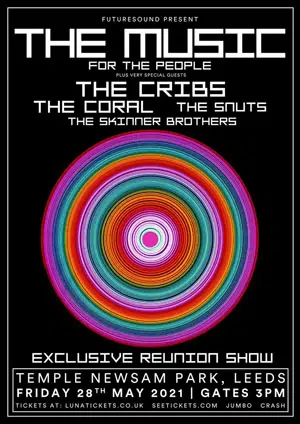 FUTURESOUND PRESENT
THE MUSIC
FOR THE PEOPLE
PLUS VERY SPECIAL GUESTS
THE CRIBS
THE CORAL THE SNUTS
THE SKINNER BROTHERS
EXCLUSIVE REUNION SHOW
TEMPLE NEWSAM PARK, LEEDS
FRIDAY 28TH MAY 2021 | GATES 3PM
TICKETS AT: LUNATICKETS.CO.UK SEETICKETS.COM JUMBO CRASH